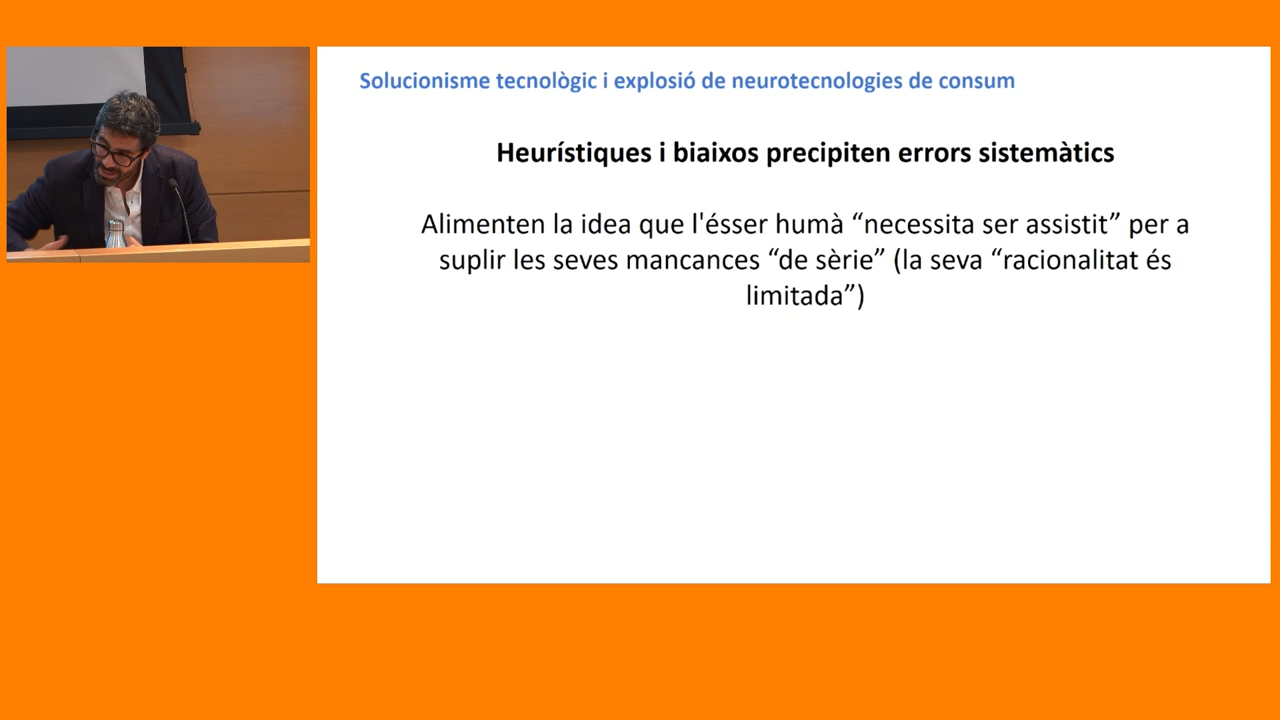 Solucionisme tecnològic i explosió de neurotecnologies de consum
Heurístiques i biaixos precipiten errors sistemàtics
Alimenten la idea que l'ésser humà “necessita ser assistit” per a
suplir les seves mancances “de sèrie” (la seva “racionalitat és
limitada”)